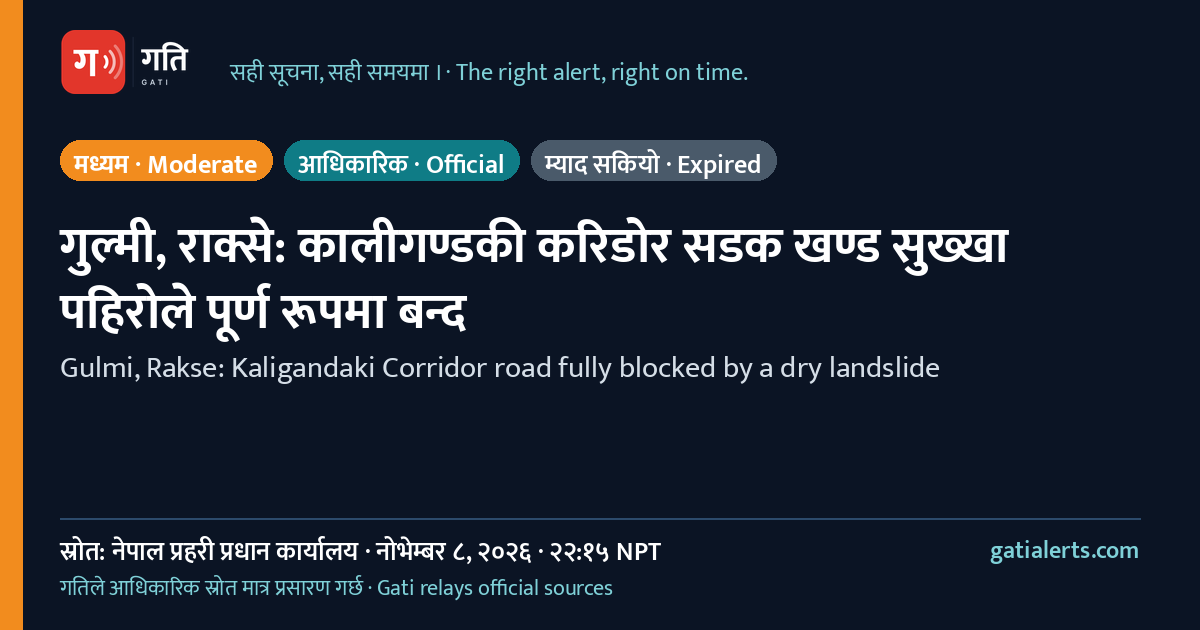 ग गति
GATI
सही सूचना, सही समयमा । · The right alert, right on time.
मध्यम · Moderate आधिकारिक · Official म्याद सकियो · Expired
गुल्मी, राक्से: कालीगण्डकी करिडोर सडक खण्ड सुख्खा
पहिरोले पूर्ण रूपमा बन्द
Gulmi, Rakse: Kaligandaki Corridor road fully blocked by a dry landslide
स्रोत: नेपाल प्रहरी प्रधान कार्यालय · नोभेम्बर ८, २०२६ · २२:१५ NPT
gatialerts.com
गतिले आधिकारिक स्रोत मात्र प्रसारण गर्छ · Gati relays official sources